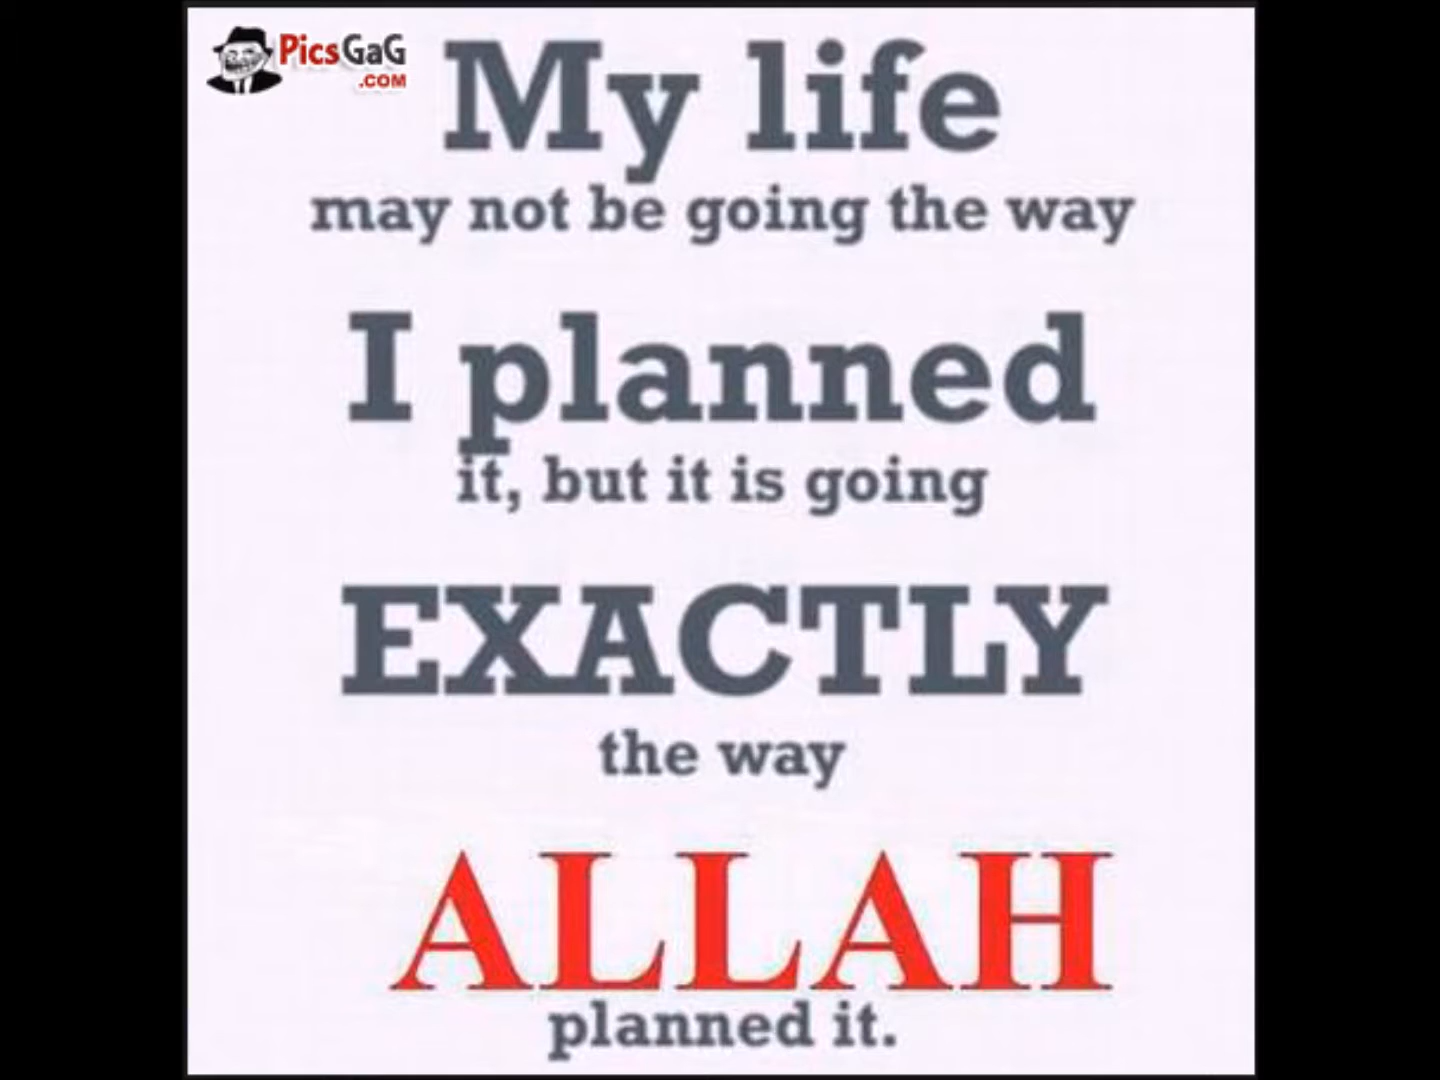 PicsGaG
.COM
My life
may not be going the way
I planned
it, but it is going
EXACTLY
the way
ALLAH
planned it.